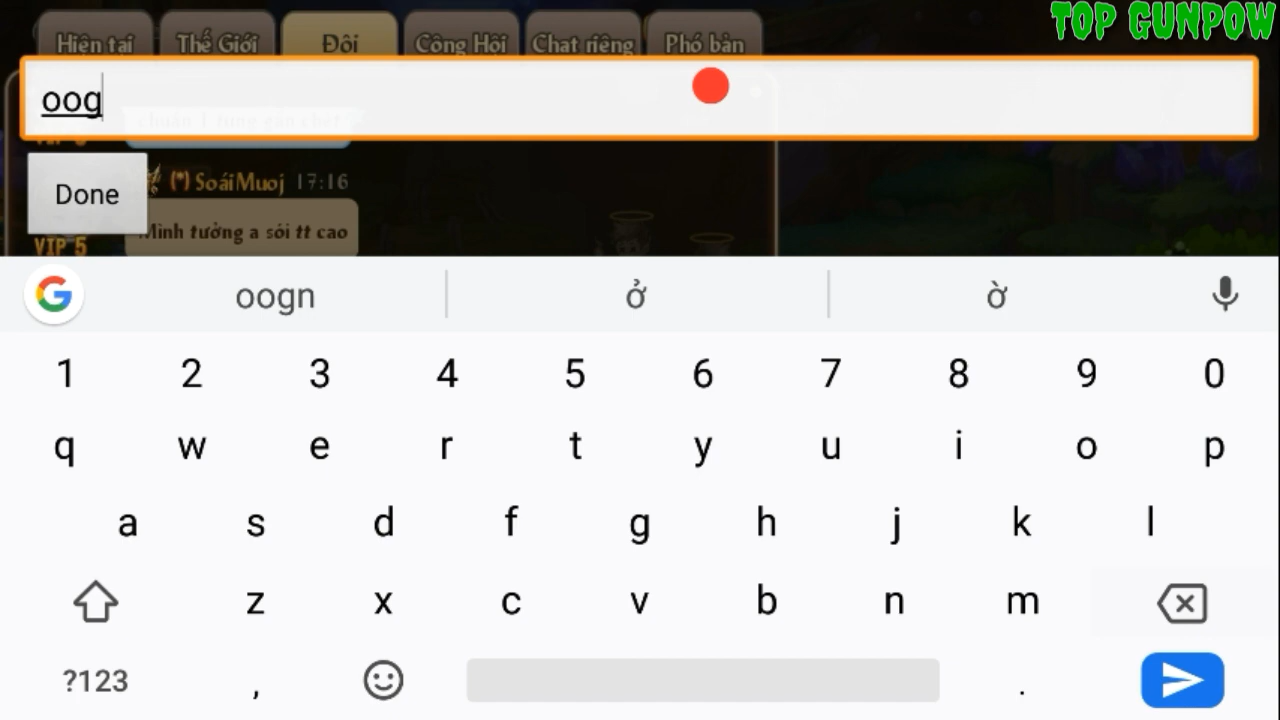 TOP GUNPOW
Hiện tại Thế Giới Đội Công Hội Chat riêng Phó bản
oog
Done
(*) SoáiMuoj 17:16
VIP 5
Mình tưởng a sói tt cao
oogn ở ờ
1 2 3 4 5 6 7 8 9 0
q w e r t y u i o p
a s d f g h j k l
z x c v b n m
?123 , .